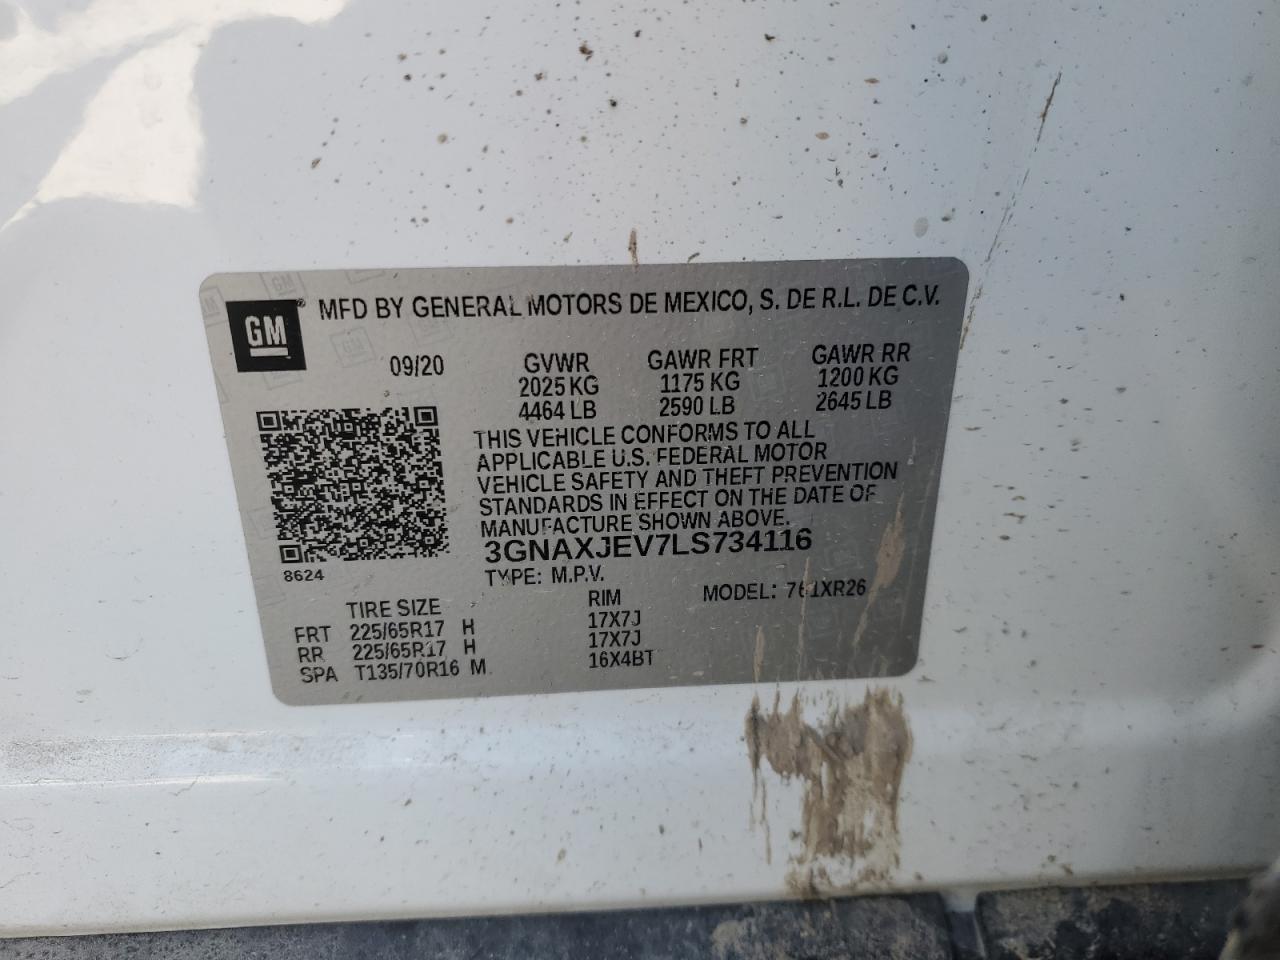 GM
MFD BY GENERAL MOTORS DE MEXICO, S. DE R.L. DE C.V.
09/20 GVWR GAWR FRT GAWR RR
2025 KG 1175 KG 1200 KG
4464 LB 2590 LB 2645 LB
THIS VEHICLE CONFORMS TO ALL
APPLICABLE U.S. FEDERAL MOTOR
VEHICLE SAFETY AND THEFT PREVENTION
STANDARDS IN EFFECT ON THE DATE OF
MANUFACTURE SHOWN ABOVE.
3GNAXJEV7LS734116
8624
TYPE: M.P.V. MODEL: 761XR26
TIRE SIZE RIM
FRT 225/65R17 H 17X7J
RR 225/65R17 H 17X7J
SPA T135/70R16 M 16X4BT